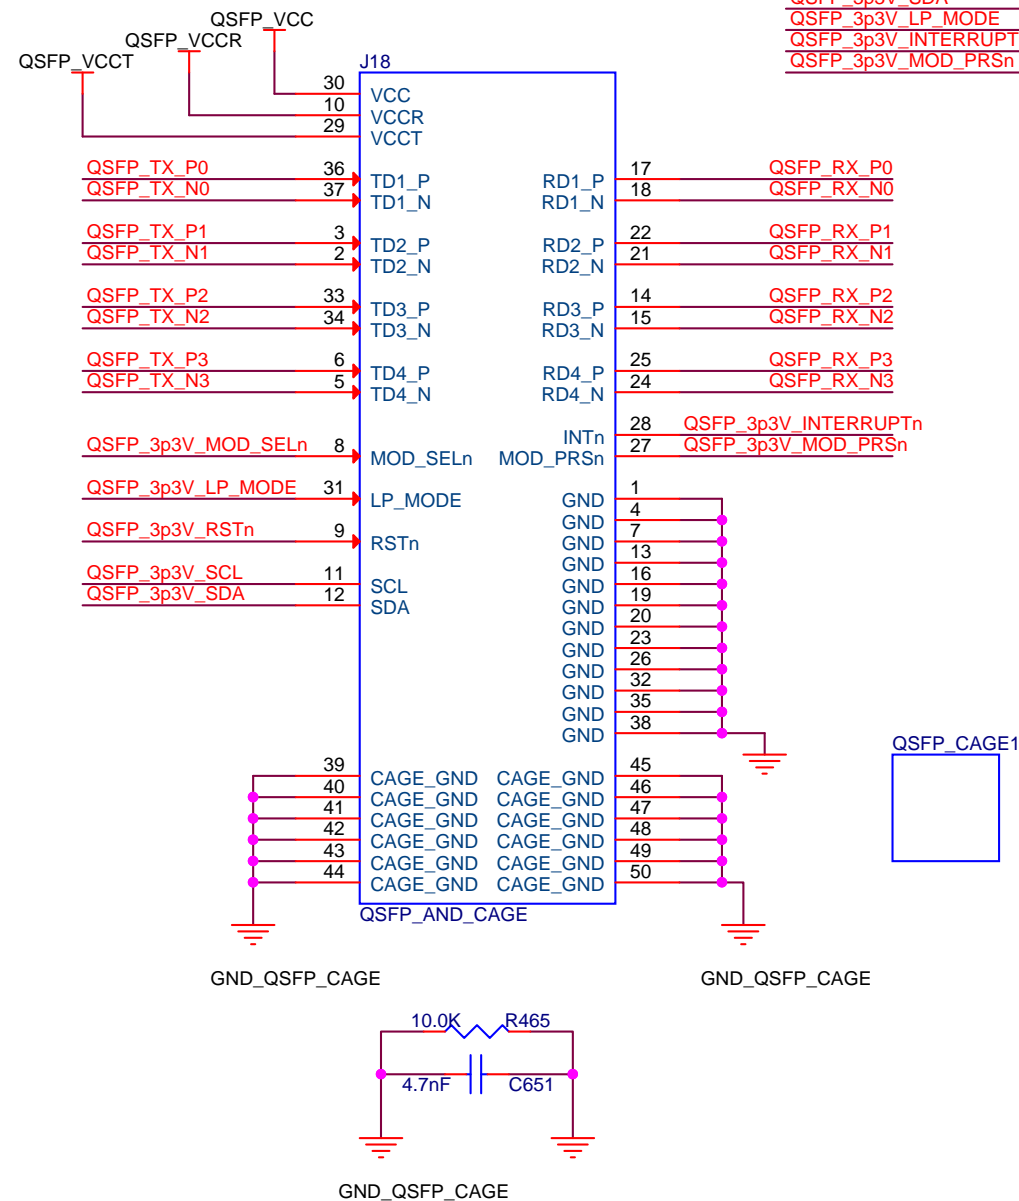 QSFP_3p3V_SDA
QSFP_3p3V_LP_MODE
QSFP_3p3V_INTERRUPT
QSFP_3p3V_MOD_PRSn
QSFP_VCC
QSFP_VCCR
QSFP_VCCT
J18
30 VCC
10 VCCR
29 VCCT
QSFP_TX_P0 36 TD1_P RD1_P 17 QSFP_RX_P0
QSFP_TX_N0 37 TD1_N RD1_N 18 QSFP_RX_N0
QSFP_TX_P1 3 TD2_P RD2_P 22 QSFP_RX_P1
QSFP_TX_N1 2 TD2_N RD2_N 21 QSFP_RX_N1
QSFP_TX_P2 33 TD3_P RD3_P 14 QSFP_RX_P2
QSFP_TX_N2 34 TD3_N RD3_N 15 QSFP_RX_N2
QSFP_TX_P3 6 TD4_P RD4_P 25 QSFP_RX_P3
QSFP_TX_N3 5 TD4_N RD4_N 24 QSFP_RX_N3
INTn 28 QSFP_3p3V_INTERRUPTn
QSFP_3p3V_MOD_SELn 8 MOD_SELn MOD_PRSn 27 QSFP_3p3V_MOD_PRSn
QSFP_3p3V_LP_MODE 31 LP_MODE GND 1
GND 4
QSFP_3p3V_RSTn 9 RSTn GND 7
GND 13
QSFP_3p3V_SCL 11 SCL GND 16
QSFP_3p3V_SDA 12 SDA GND 19
GND 20
GND 23
GND 26
GND 32
GND 35
GND 38
QSFP_CAGE1
39 CAGE_GND CAGE_GND 45
40 CAGE_GND CAGE_GND 46
41 CAGE_GND CAGE_GND 47
42 CAGE_GND CAGE_GND 48
43 CAGE_GND CAGE_GND 49
44 CAGE_GND CAGE_GND 50
QSFP_AND_CAGE
GND_QSFP_CAGE GND_QSFP_CAGE
10.0K R465
4.7nF C651
GND_QSFP_CAGE